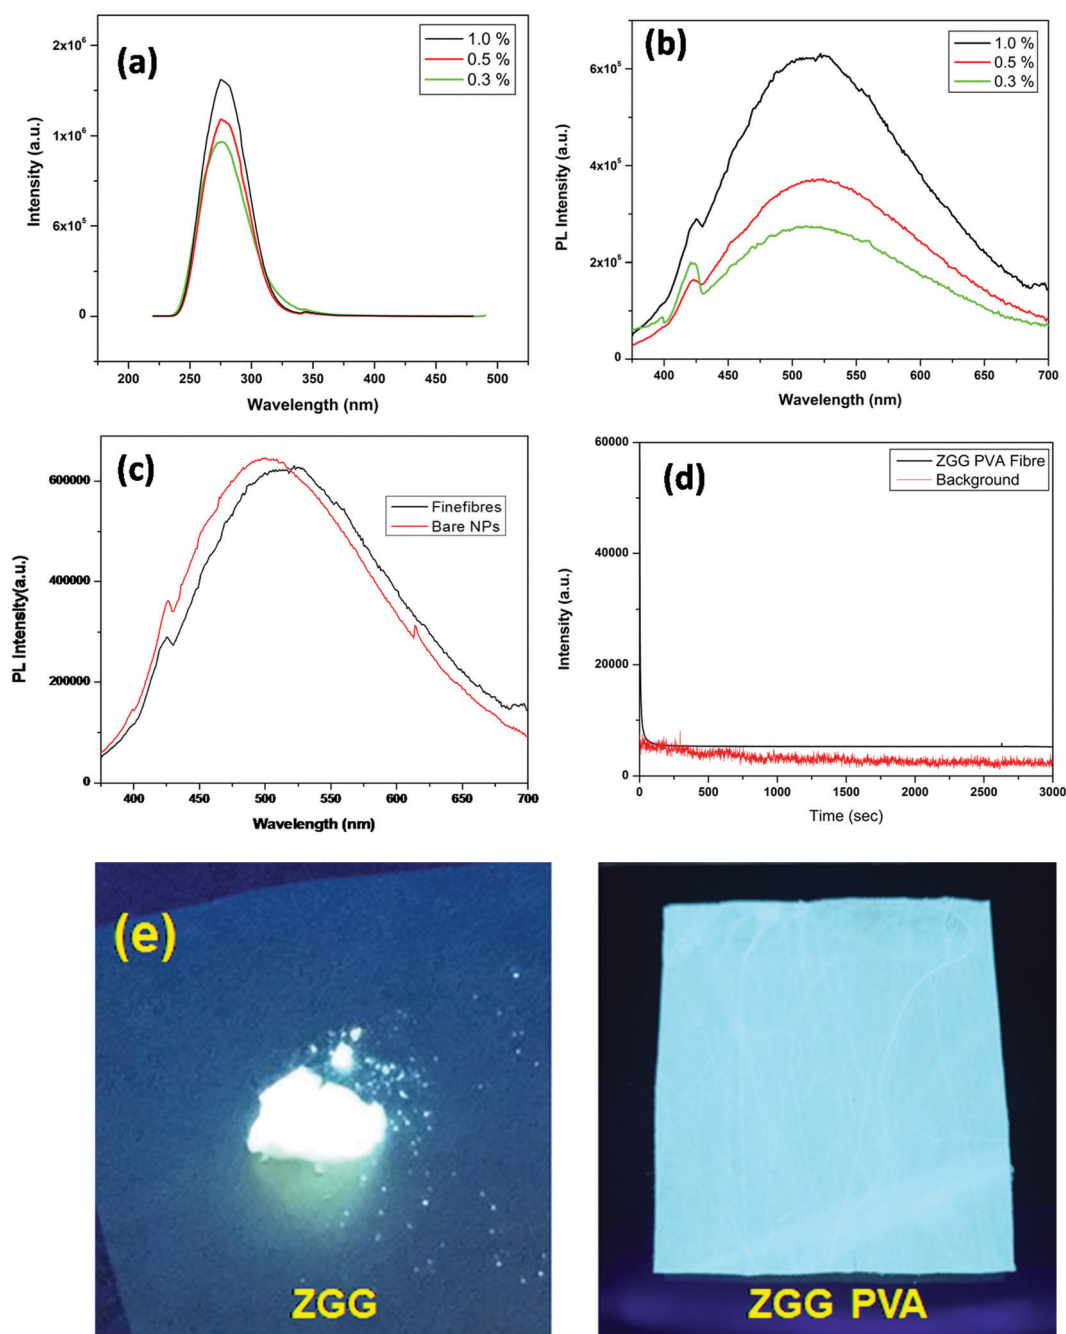 (a)
1.0 %
0.5 %
0.3 %
2x10⁶
1x10⁶
6x10⁵
0
Intensity (a.u.)
200 250 300 350 400 450 500
Wavelength (nm)
(b)
1.0 %
0.5 %
0.3 %
6x10⁵
4x10⁵
2x10⁵
0
PL Intensity (a.u.)
400 450 500 550 600 650 700
Wavelength (nm)
(c)
Finefibres
Bare NPs
600000
400000
200000
0
PL Intensity(a.u.)
400 450 500 550 600 650 700
Wavelength (nm)
(d)
ZGG PVA Fibre
Background
60000
40000
20000
0
Intensity (a.u.)
0 500 1000 1500 2000 2500 3000
Time (sec)
(e)
ZGG
ZGG PVA